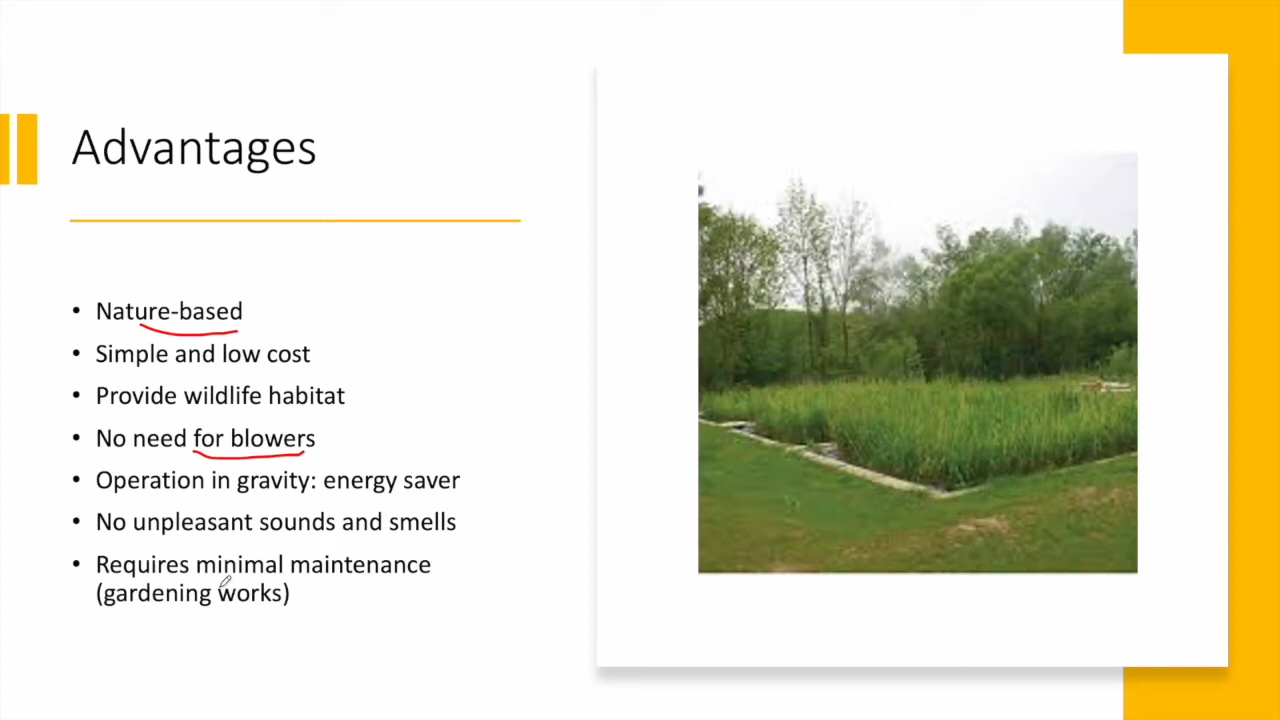 Advantages
• Nature-based
• Simple and low cost
• Provide wildlife habitat
• No need for blowers
• Operation in gravity: energy saver
• No unpleasant sounds and smells
• Requires minimal maintenance
(gardening works)